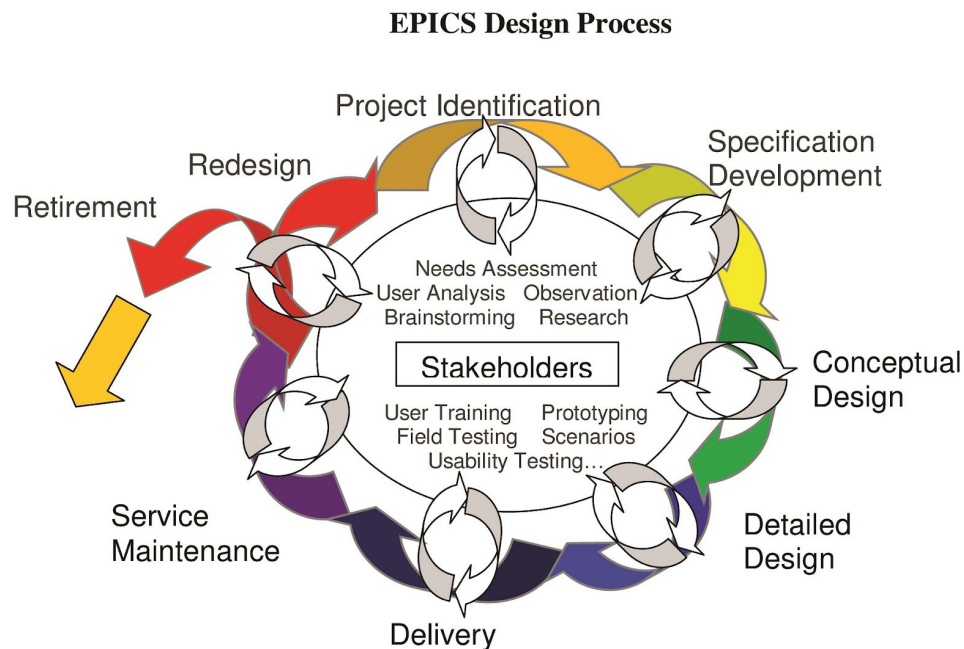 EPICS Design Process
Project Identification
Redesign
Specification
Development
Retirement
Needs Assessment
User Analysis Observation
Brainstorming Research
Stakeholders
Conceptual
Design
User Training Prototyping
Field Testing Scenarios
Usability Testing...
Service
Maintenance
Detailed
Design
Delivery